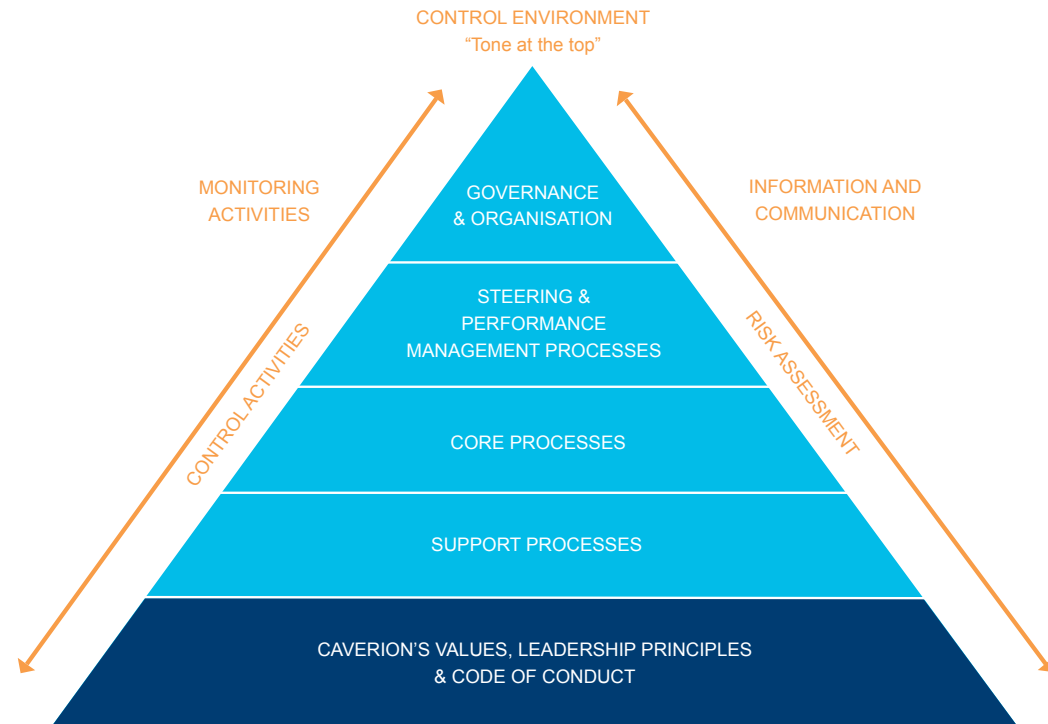 CONTROL ENVIRONMENT
“Tone at the top”
MONITORING
ACTIVITIES
INFORMATION AND
COMMUNICATION
GOVERNANCE
& ORGANISATION
STEERING &
PERFORMANCE
MANAGEMENT PROCESSES
CONTROL ACTIVITIES
RISK ASSESSMENT
CORE PROCESSES
SUPPORT PROCESSES
CAVERION’S VALUES, LEADERSHIP PRINCIPLES
& CODE OF CONDUCT